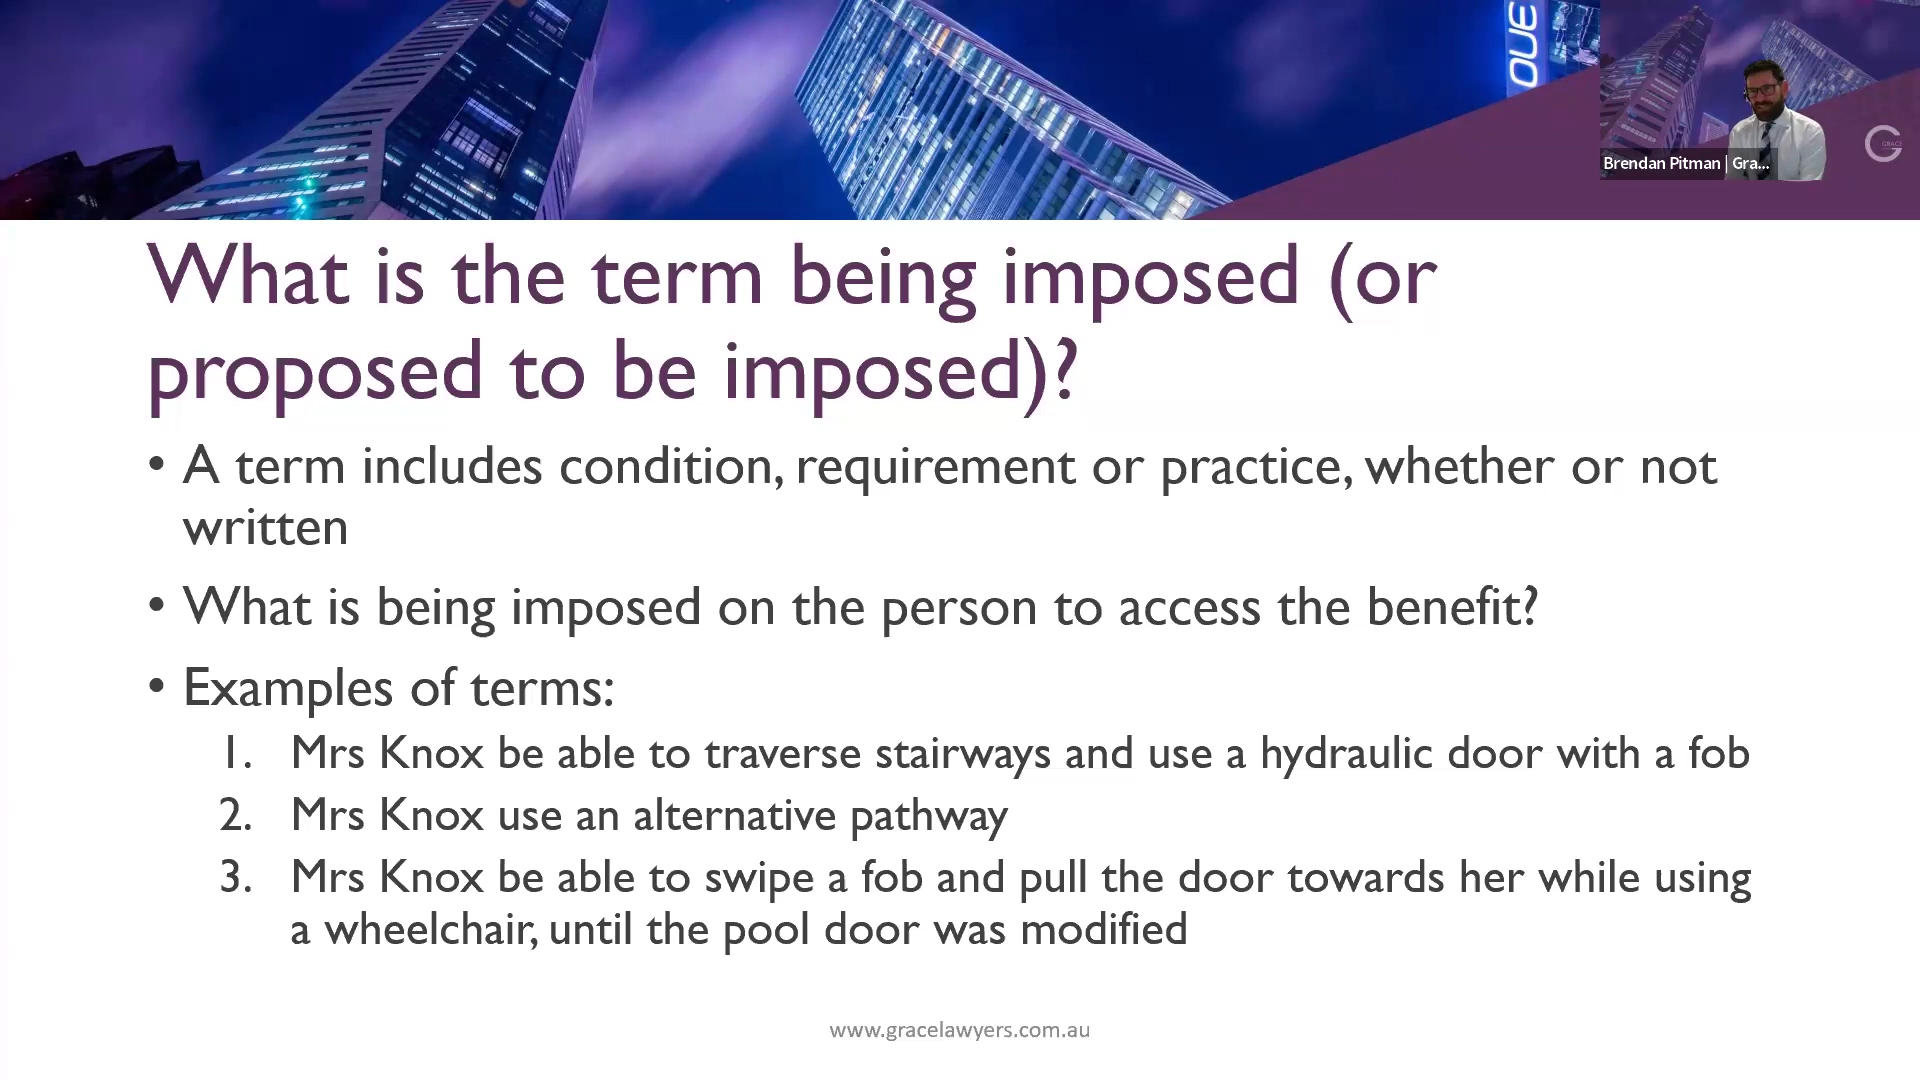 OUE
Brendan Pitman | Gra...
GRACE
What is the term being imposed (or
proposed to be imposed)?
• A term includes condition, requirement or practice, whether or not
written
• What is being imposed on the person to access the benefit?
• Examples of terms:
1. Mrs Knox be able to traverse stairways and use a hydraulic door with a fob
2. Mrs Knox use an alternative pathway
3. Mrs Knox be able to swipe a fob and pull the door towards her while using
a wheelchair, until the pool door was modified
www.gracelawyers.com.au